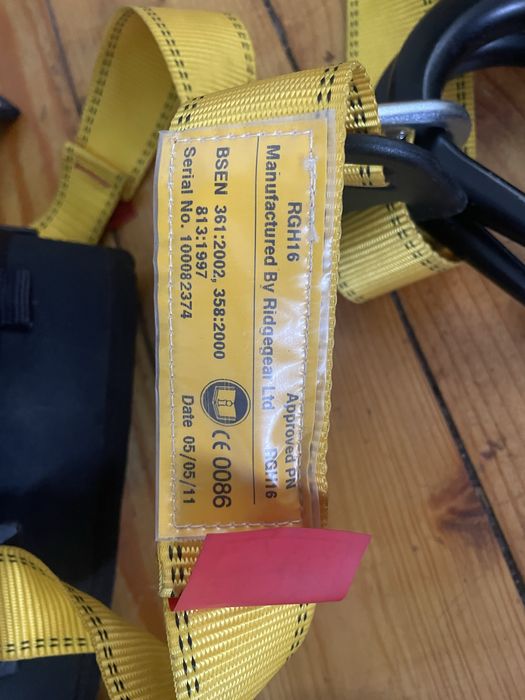 RGH16
Manufactured By Ridgegear Ltd
Approved PN
RGH16
BSEN 361:2002, 358:2000
813:1997
Serial No. 100082374
CE 0086
Date 05/05/11